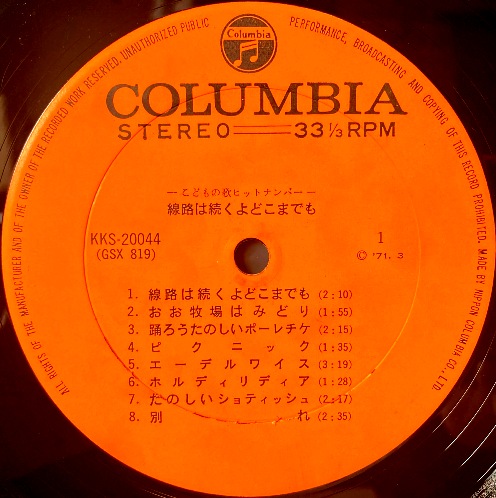 Columbia
ALL RIGHTS OF THE MANUFACTURER AND OF THE OWNER OF THE RECORDED WORK RESERVED. UNAUTHORIZED PUBLIC PERFORMANCE, BROADCASTING AND COPYING OF THIS RECORD PROHIBITED. MADE BY NIPPON COLUMBIA CO., LTD.
COLUMBIA
STEREO 33 1/3 RPM
—こどもの歌ヒットナンバー—
線路は続くよどこまでも
KKS-20044 1
(GSX 819) © '71. 3
1. 線路は続くよどこまでも (2:10)
2. おお牧場はみどり (1:55)
3. 踊ろうたのしいポーレチケ (2:15)
4. ピクニック (1:35)
5. エーデルワイス (3:19)
6. ホルディリディア (1:28)
7. たのしいショティッシュ (2:17)
8. 別れ (2:35)